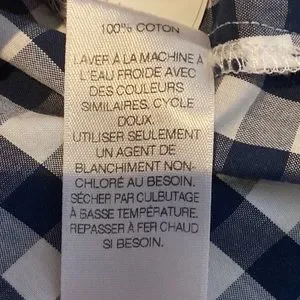 100% COTON
LAVER À LA MACHINE À
L'EAU FROIDE AVEC
DES COULEURS
SIMILAIRES, CYCLE
DOUX.
UTILISER SEULEMENT
UN AGENT DE
BLANCHIMENT NON-
CHLORÉ AU BESOIN.
SÉCHER PAR CULBUTAGE
À BASSE TEMPÉRATURE.
REPASSER À FER CHAUD
SI BESOIN.